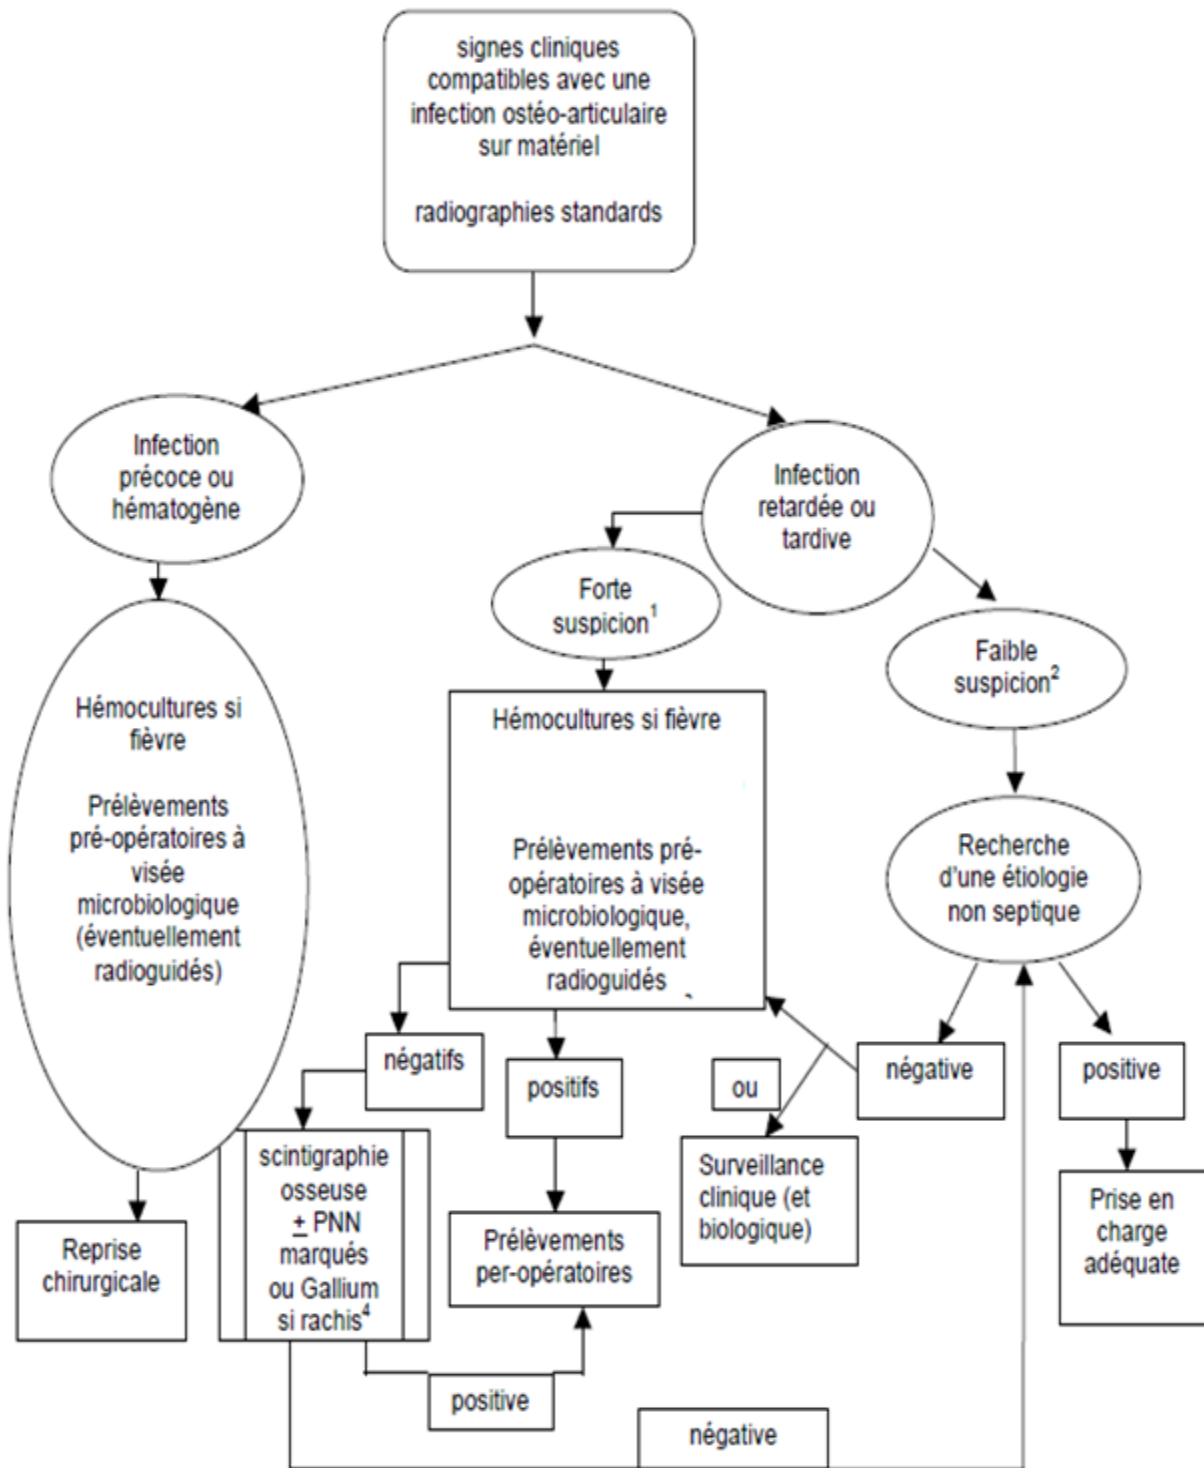 signes cliniques
compatibles avec une
infection ostéo-articulaire
sur matériel
radiographies standards
Infection
précoce ou
hématogène
Infection
retardée ou
tardive
Forte
suspicion1
Faible
suspicion2
Hémocultures si
fièvre
Prélèvements
pré-opératoires à
visée
microbiologique
(éventuellement
radioguidés)
Hémocultures si fièvre
Prélèvements pré-
opératoires à visée
microbiologique,
éventuellement
radioguidés
Recherche
d'une étiologie
non septique
négatifs
positifs
ou
négative
positive
scintigraphie
osseuse
± PNN
marqués
ou Gallium
si rachis4
Surveillance
clinique (et
biologique)
Prise en
charge
adéquate
Reprise
chirurgicale
Prélèvements
per-opératoires
positive
négative